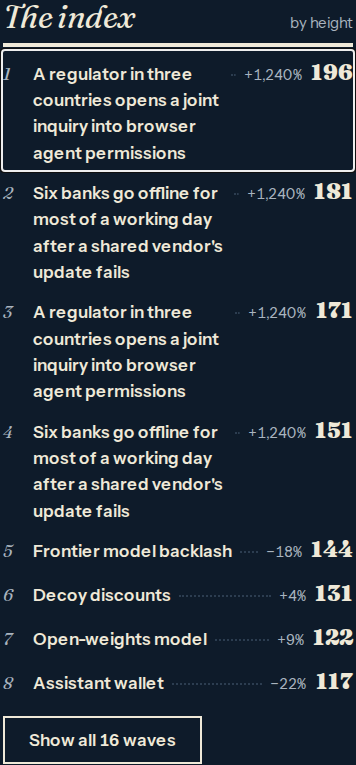 The index
by height
1 A regulator in three ·· +1,240% 196
countries opens a joint
inquiry into browser
agent permissions
2 Six banks go offline for ·· +1,240% 181
most of a working day
after a shared vendor's
update fails
3 A regulator in three ·· +1,240% 171
countries opens a joint
inquiry into browser
agent permissions
4 Six banks go offline for ·· +1,240% 151
most of a working day
after a shared vendor's
update fails
5 Frontier model backlash ····· −18% 144
6 Decoy discounts ···················· +4% 131
7 Open-weights model ············ +9% 122
8 Assistant wallet ···················· −22% 117
Show all 16 waves